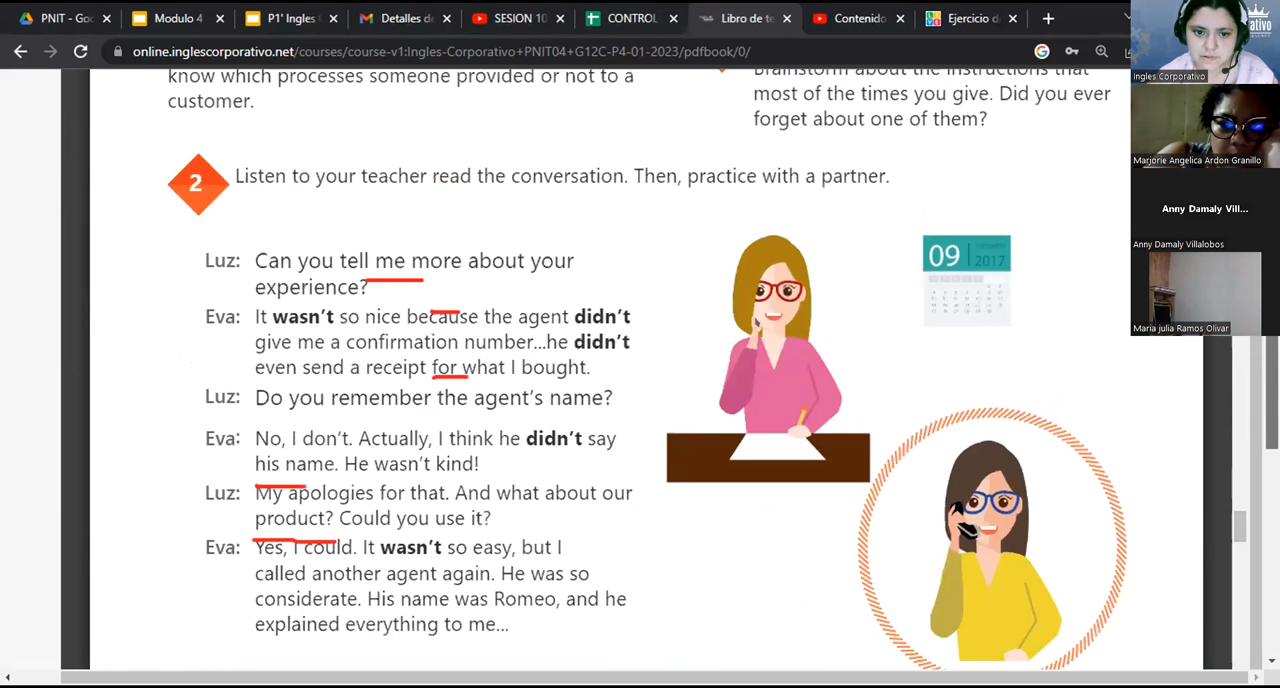 PNIT - Goo
Modulo 4
P1' Ingles
Detalles de
SESION 10
CONTROL
Libro de te
Contenido
Ejercicio d
online.inglescorporativo.net/courses/course-v1:Ingles-Corporativo+PNIT04+G12C-P4-01-2023/pdfbook/0/
Ingles Corporativo
Marjorie Angelica Ardon Granillo
Anny Damaly Vill...
Anny Damaly Villalobos
Maria julia Ramos Olivar
know which processes someone provided or not to a
customer.
Brainstorm about the instructions that
most of the times you give. Did you ever
forget about one of them?
2
Listen to your teacher read the conversation. Then, practice with a partner.
09
2017
Luz: Can you tell me more about your
experience?
Eva: It wasn't so nice because the agent didn't
give me a confirmation number...he didn't
even send a receipt for what I bought.
Luz: Do you remember the agent's name?
Eva: No, I don't. Actually, I think he didn't say
his name. He wasn't kind!
Luz: My apologies for that. And what about our
product? Could you use it?
Eva: Yes, I could. It wasn't so easy, but I
called another agent again. He was so
considerate. His name was Romeo, and he
explained everything to me...